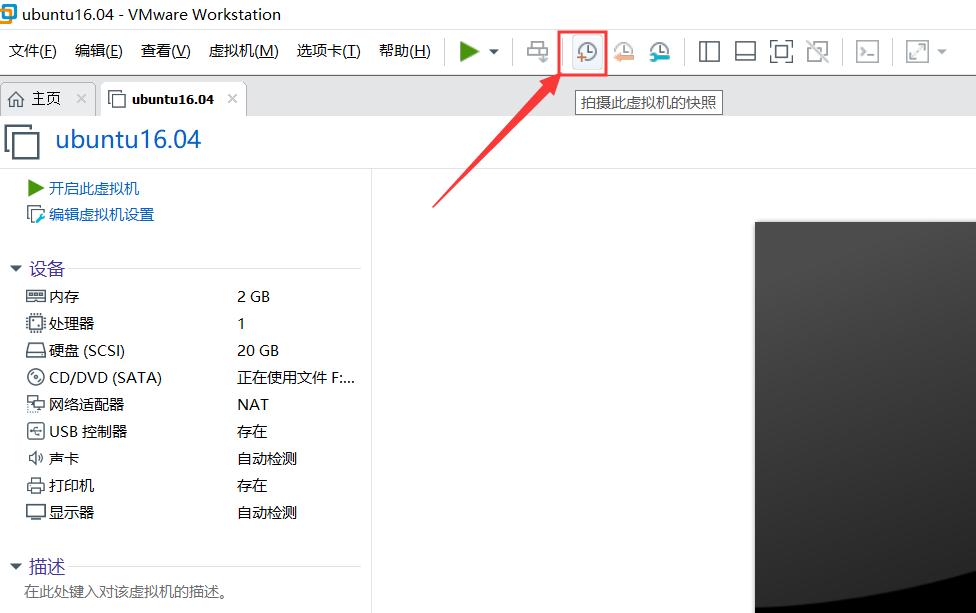 ubuntu16.04 - VMware Workstation
文件(F) 编辑(E) 查看(V) 虚拟机(M) 选项卡(T) 帮助(H)
拍摄此虚拟机的快照
主页 ubuntu16.04
ubuntu16.04
开启此虚拟机
编辑虚拟机设置
设备
内存 2 GB
处理器 1
硬盘 (SCSI) 20 GB
CD/DVD (SATA) 正在使用文件 F:...
网络适配器 NAT
USB 控制器 存在
声卡 自动检测
打印机 存在
显示器 自动检测
描述
在此处键入对该虚拟机的描述。